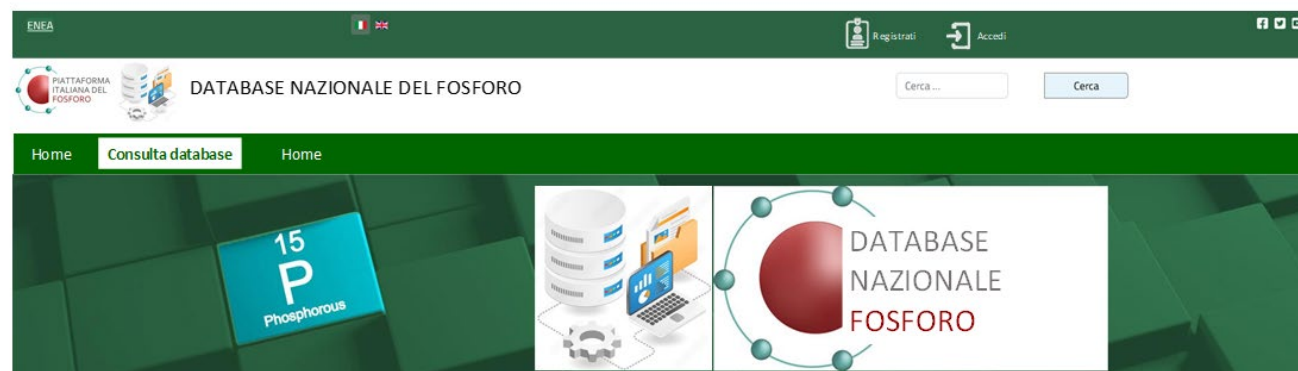 ENEA
Registrati
Accedi
PIATTAFORMA
ITALIANA DEL
FOSFORO
DATABASE NAZIONALE DEL FOSFORO
Cerca ...
Cerca
Home
Consulta database
Home
15
P
Phosphorous
DATABASE
NAZIONALE
FOSFORO